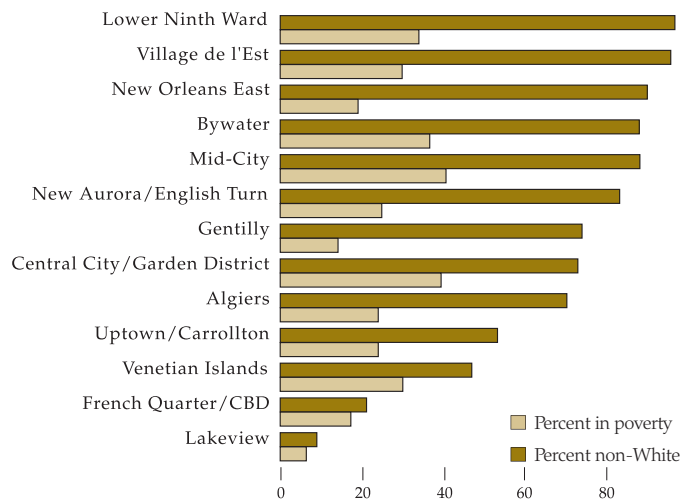 Lower Ninth Ward
Village de l'Est
New Orleans East
Bywater
Mid-City
New Aurora/English Turn
Gentilly
Central City/Garden District
Algiers
Uptown/Carrollton
Venetian Islands
French Quarter/CBD
Lakeview
Percent in poverty
Percent non-White
0 20 40 60 80